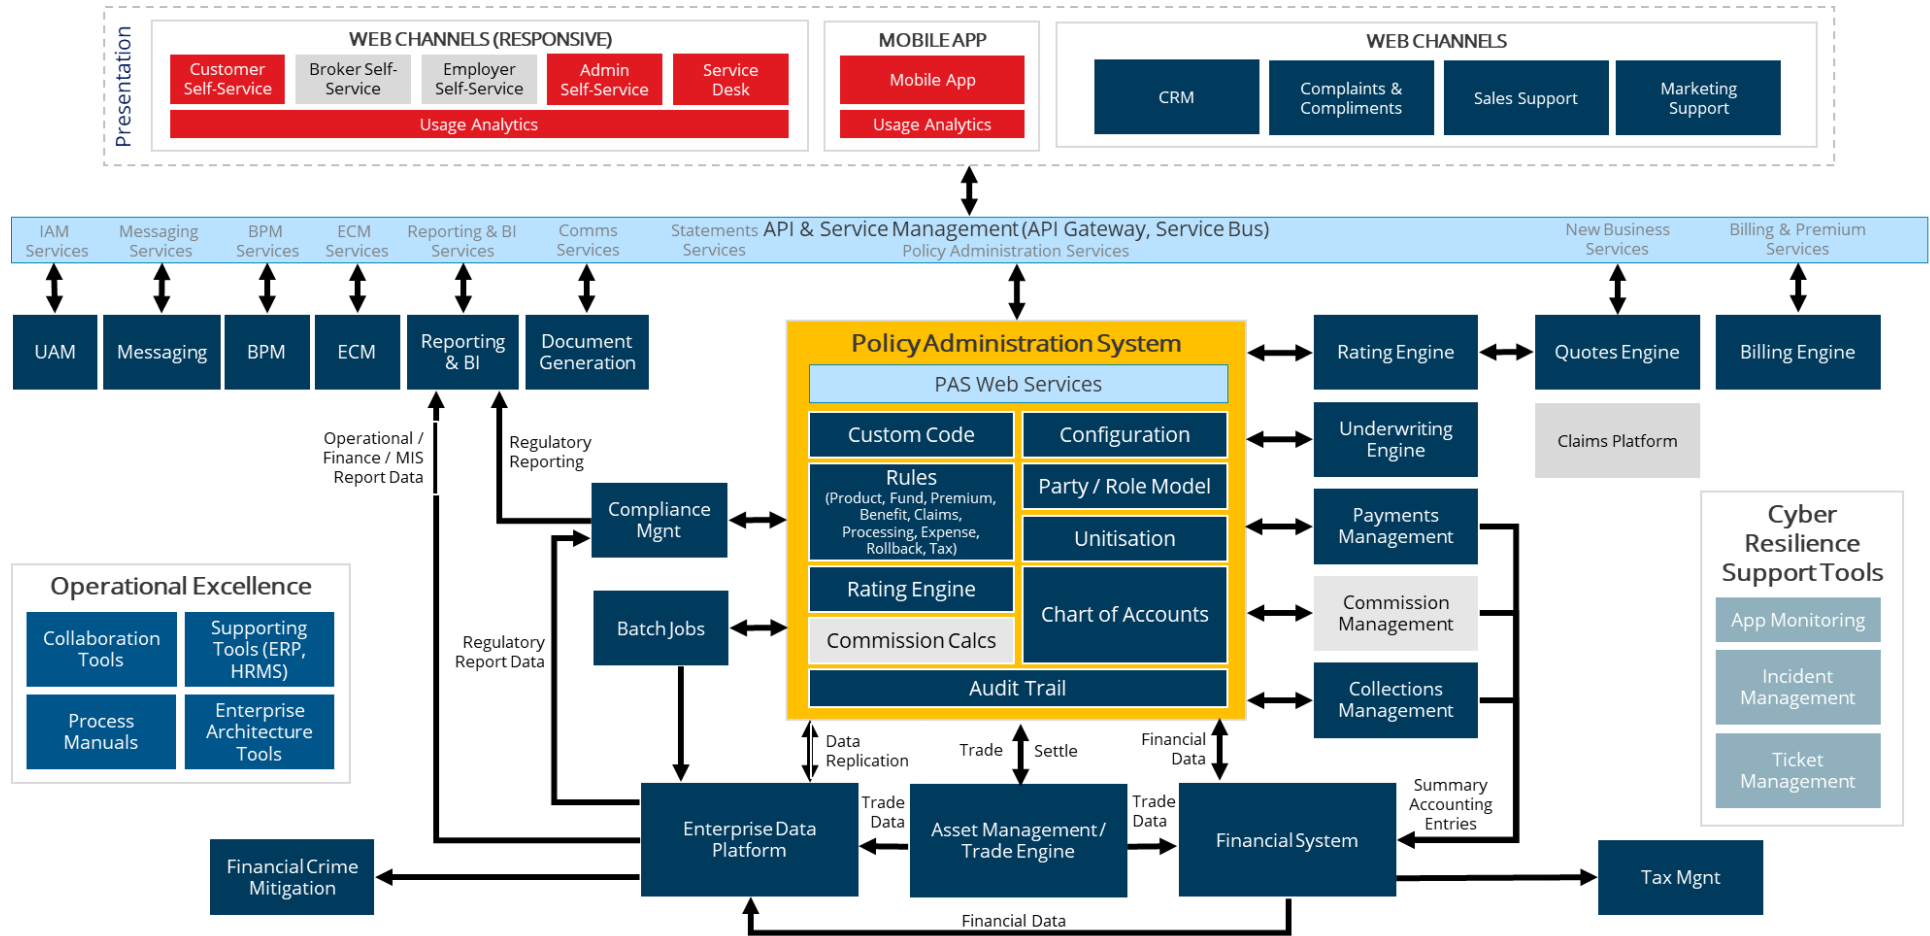 Presentation
WEB CHANNELS (RESPONSIVE)
Customer
Self-Service
Broker Self-
Service
Employer
Self-Service
Admin
Self-Service
Service
Desk
Usage Analytics
MOBILE APP
Mobile App
Usage Analytics
WEB CHANNELS
CRM
Complaints &
Compliments
Sales Support
Marketing
Support
IAM
Services
Messaging
Services
BPM
Services
ECM
Services
Reporting & BI
Services
Comms
Services
Statements
Services
API & Service Management (API Gateway, Service Bus)
Policy Administration Services
New Business
Services
Billing & Premium
Services
UAM
Messaging
BPM
ECM
Reporting
& BI
Document
Generation
Policy Administration System
PAS Web Services
Custom Code
Configuration
Rules
(Product, Fund, Premium,
Benefit, Claims,
Processing, Expense,
Rollback, Tax)
Party / Role Model
Unitisation
Rating Engine
Chart of Accounts
Commission Calcs
Audit Trail
Rating Engine
Quotes Engine
Billing Engine
Underwriting
Engine
Claims Platform
Payments
Management
Commission
Management
Collections
Management
Operational /
Finance / MIS
Report Data
Regulatory
Reporting
Compliance
Mgnt
Batch Jobs
Regulatory
Report Data
Operational Excellence
Collaboration
Tools
Supporting
Tools (ERP,
HRMS)
Process
Manuals
Enterprise
Architecture
Tools
Cyber
Resilience
Support Tools
App Monitoring
Incident
Management
Ticket
Management
Data
Replication
Trade
Settle
Financial
Data
Summary
Accounting
Entries
Enterprise Data
Platform
Trade
Data
Asset Management /
Trade Engine
Trade
Data
Financial System
Financial Crime
Mitigation
Tax Mgnt
Financial Data